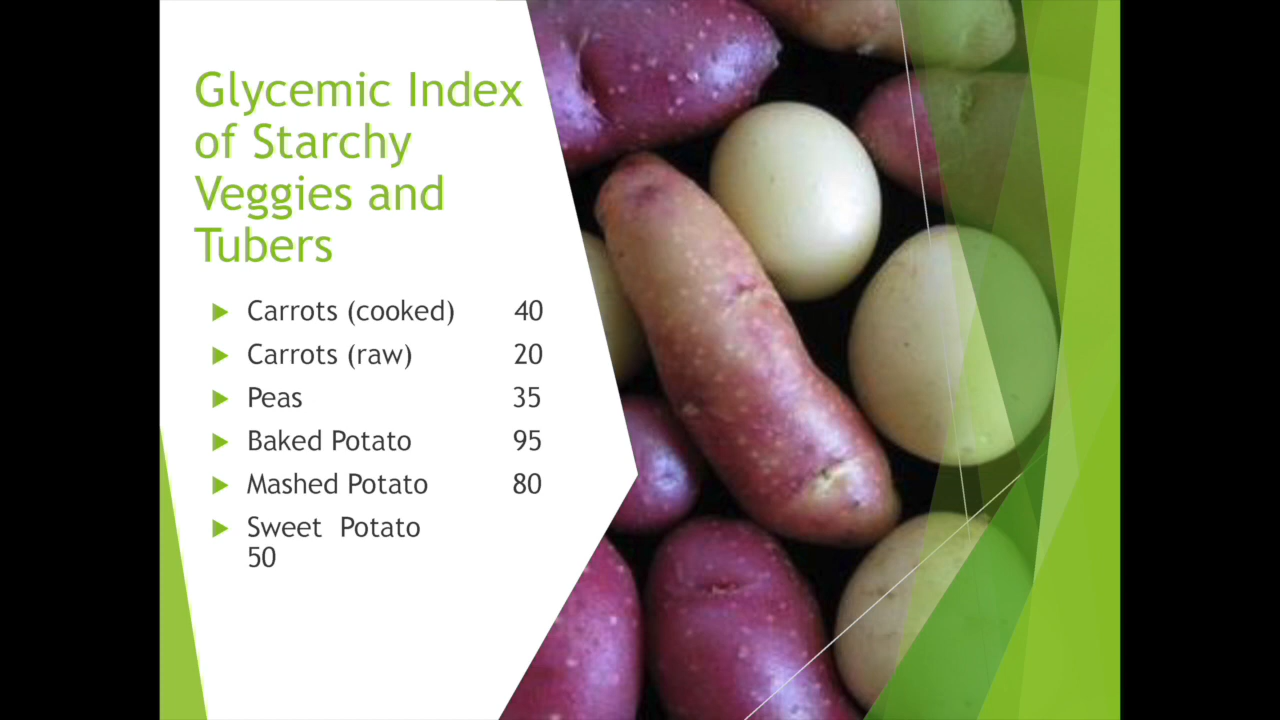 Glycemic Index
of Starchy
Veggies and
Tubers
Carrots (cooked) 40
Carrots (raw) 20
Peas 35
Baked Potato 95
Mashed Potato 80
Sweet Potato
50